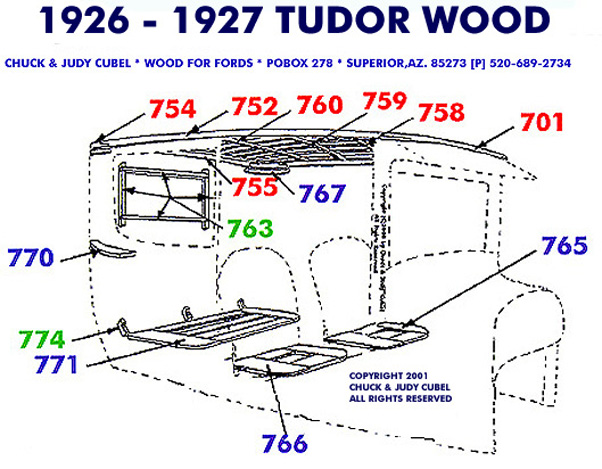 1926 - 1927 TUDOR WOOD
CHUCK & JUDY CUBEL * WOOD FOR FORDS * POBOX 278 * SUPERIOR,AZ. 85273 [P] 520-689-2734
754
752
760
759
758
701
755
767
763
770
765
774
771
766
COPYRIGHT 2001
CHUCK & JUDY CUBEL
ALL RIGHTS RESERVED